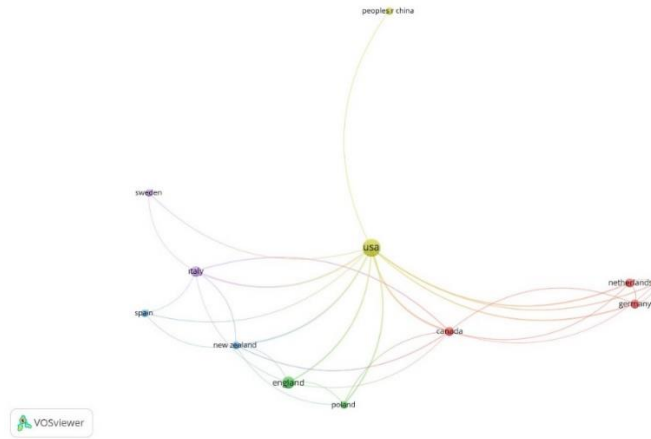 peoples r china
sweden
usa
italy
netherlands
germany
spain
canada
new zealand
england
poland
VOSviewer